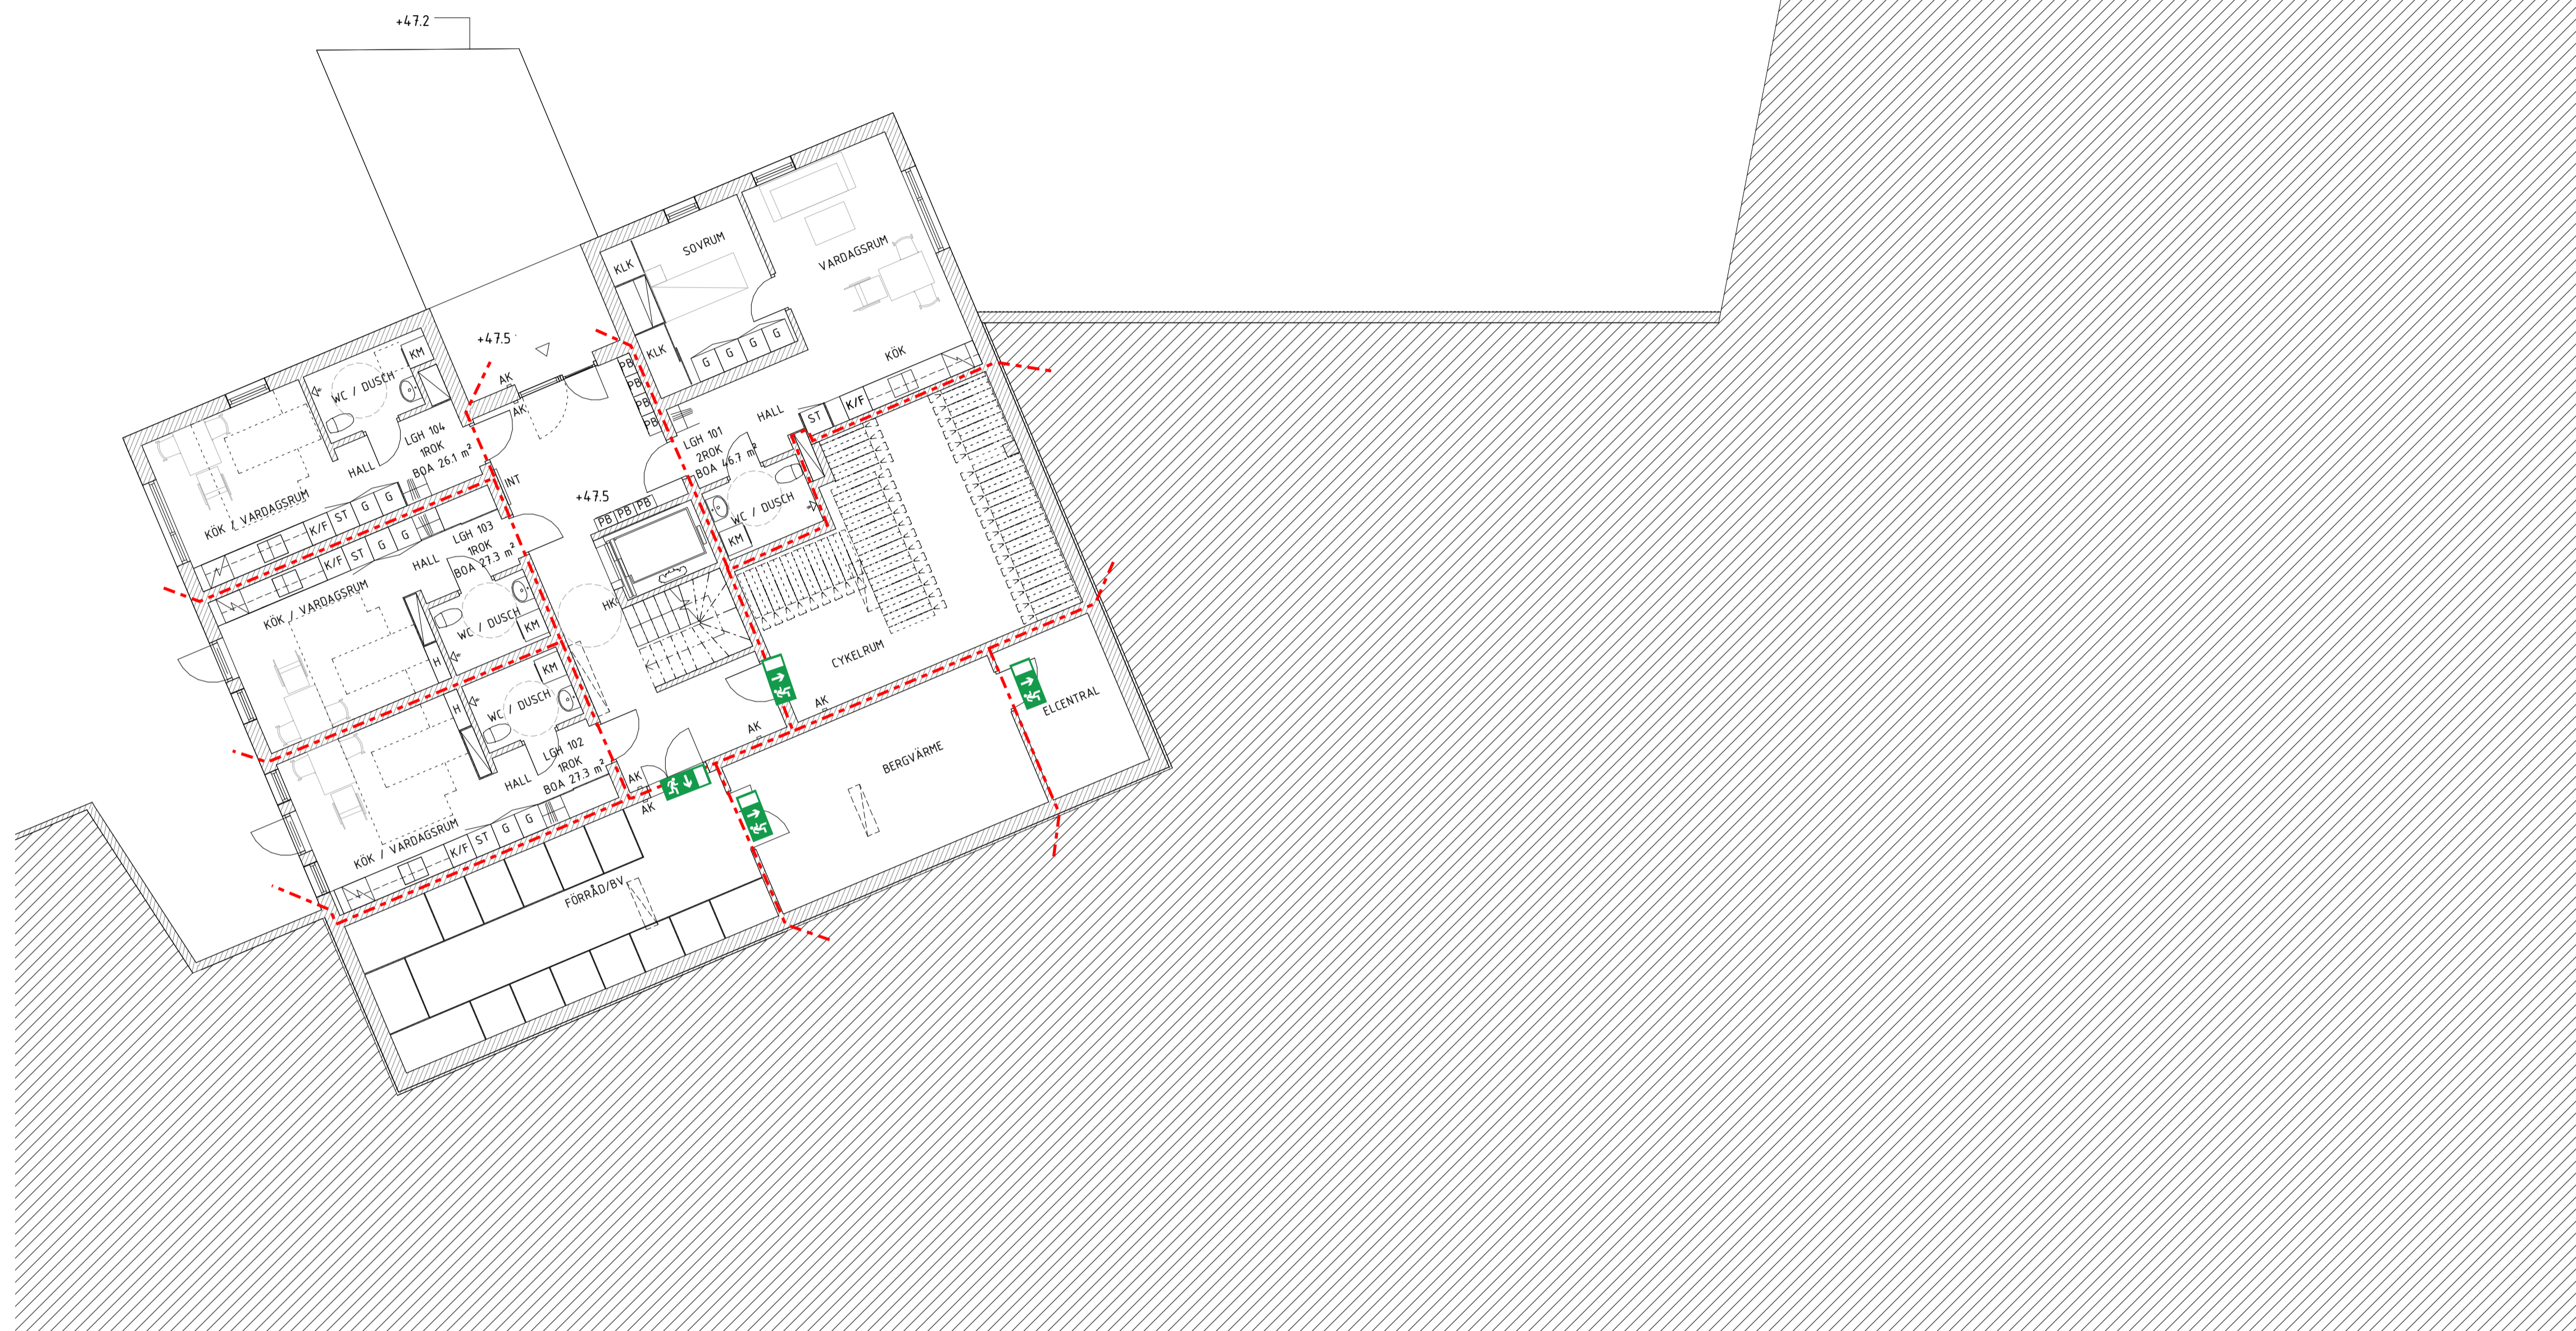 +47.2
SOVRUM
KLK
VARDAGSRUM
+47.5
KM
WC / DUSCH
AK
AK
KLK
G
G
G
G
KÖK
PB
PB
PB
PB
LGH 104
1ROK
BOA 26.1 m²
HALL
HALL
ST
K/F
LGH 101
2ROK
BOA 46.7 m²
KÖK / VARDAGSRUM
K/F
ST
G
G
INT
+47.5
WC / DUSCH
KM
PB
PB
PB
LGH 103
1ROK
BOA 27.3 m²
HALL
K/F
ST
G
G
KÖK / VARDAGSRUM
HK
WC / DUSCH
KM
H
KM
WC / DUSCH
H
CYKELRUM
AK
AK
ELCENTRAL
BERGVÄRME
LGH 102
1ROK
BOA 27.3 m²
HALL
AK
AK
KÖK / VARDAGSRUM
K/F
ST
G
G
FÖRRÅD/BV